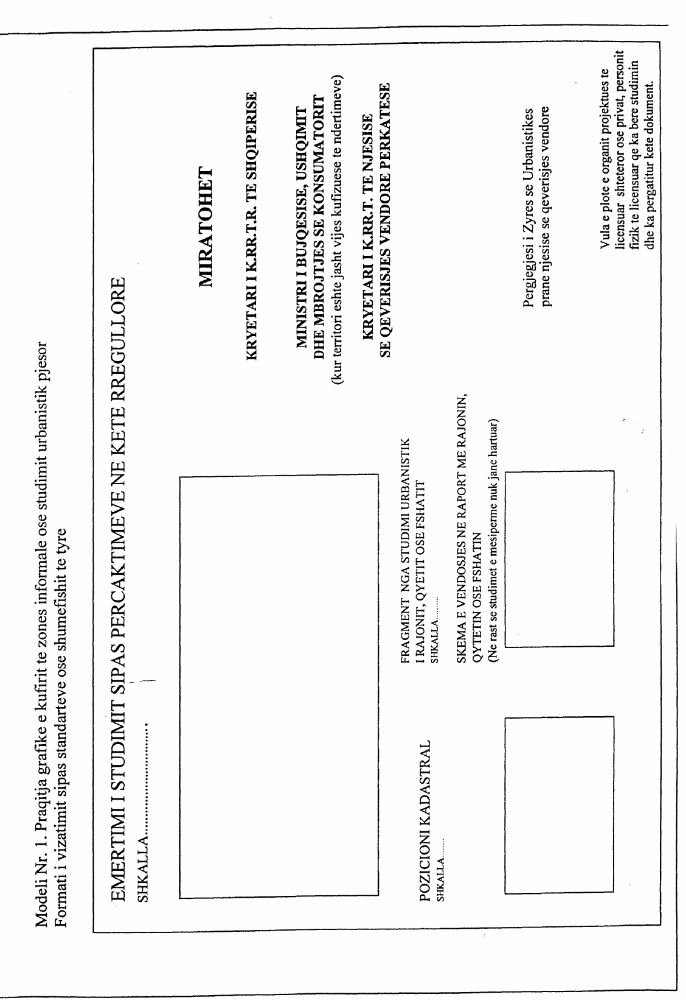 Modeli Nr. 1. Praqitja grafike e kufirit te zones informale ose studimit urbanistik pjesor
Formati i vizatimit sipas standarteve ose shumefishit te tyre
EMERTIMI I STUDIMIT SIPAS PERCAKTIMEVE NE KETE RREGULLORE
SHKALLA.....................................
MIRATOHET
KRYETARI I K.RR.T.R. TE SHQIPERISE
MINISTRI I BUJQESISE, USHQIMIT
DHE MBROJTJES SE KONSUMATORIT
(kur territori eshte jasht vijes kufizuese te ndertimeve)
KRYETARI I K.RR.T. TE NJESISE
SE QEVERISJES VENDORE PERKATESE
POZICIONI KADASTRAL
SHKALLA.........
FRAGMENT NGA STUDIMI URBANISTIK
I RAJONIT, QYETIT OSE FSHATIT
SHKALLA..........
SKEMA E VENDOSJES NE RAPORT ME RAJONIN,
QYTETIN OSE FSHATIN
(Ne rast se studimet e mesiperme nuk jane hartuar)
Pergjegjesi i Zyres se Urbanistikes
prane njesise se qeverisjes vendore
Vula e plote e organit projektues te
licensuar shteteror ose privat, personit
fizik te licensuar qe ka bere studimin
dhe ka pergatitur kete dokument.